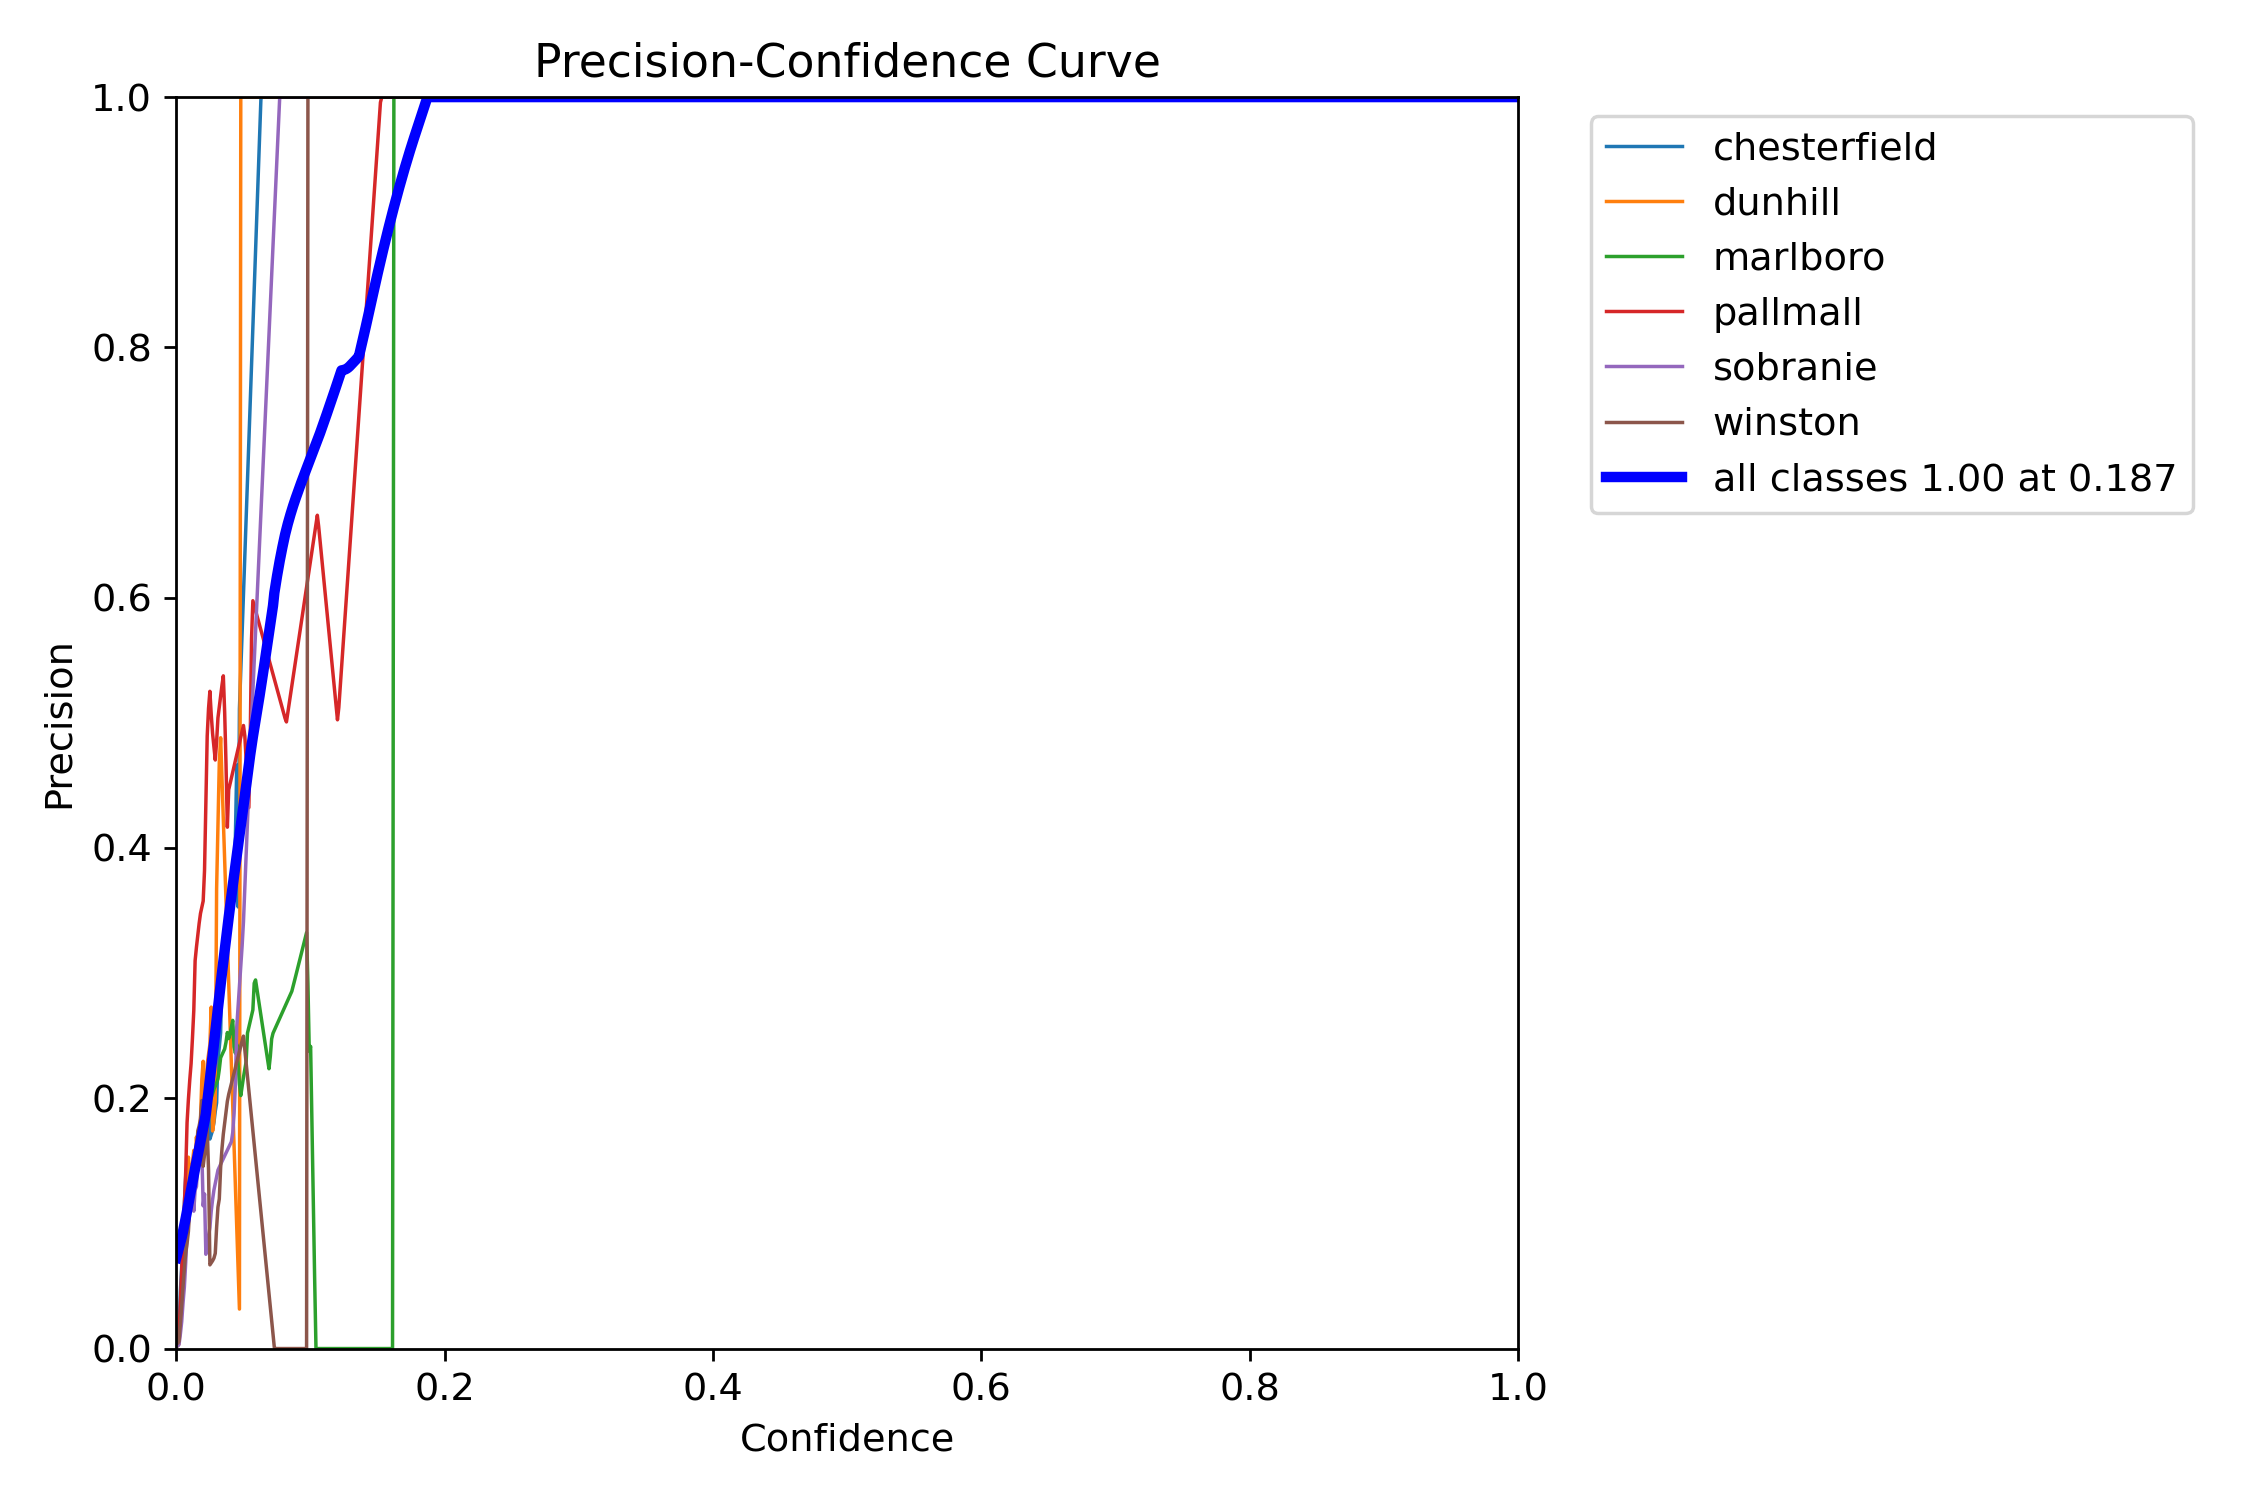 Precision-Confidence Curve
1.0
0.8
0.6
0.4
0.2
0.0
Precision
0.0 0.2 0.4 0.6 0.8 1.0
Confidence
chesterfield
dunhill
marlboro
pallmall
sobranie
winston
all classes 1.00 at 0.187